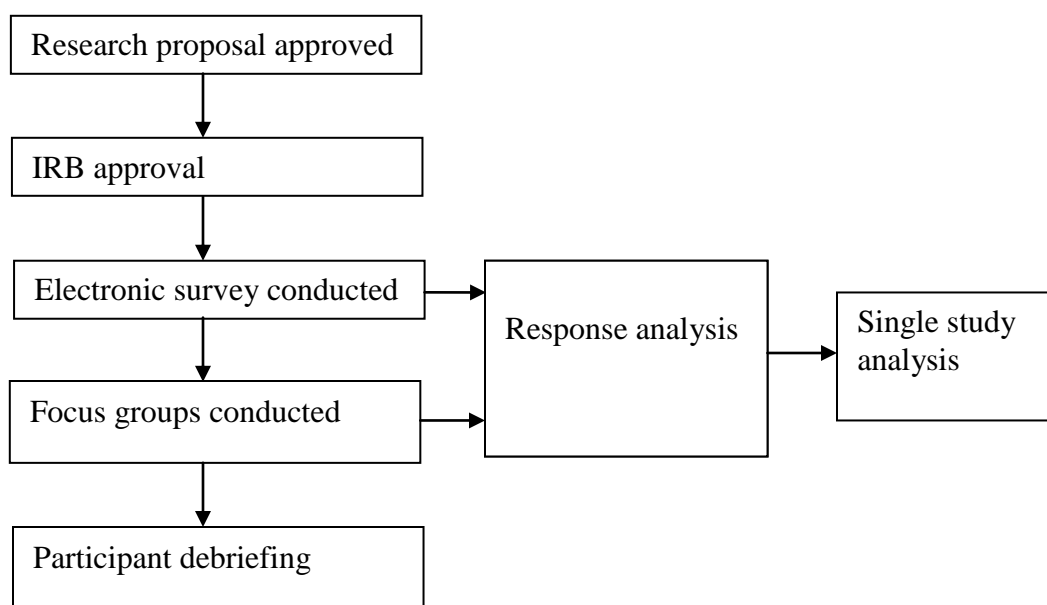 Research proposal approved
IRB approval
Electronic survey conducted
Focus groups conducted
Participant debriefing
Response analysis
Single study
analysis